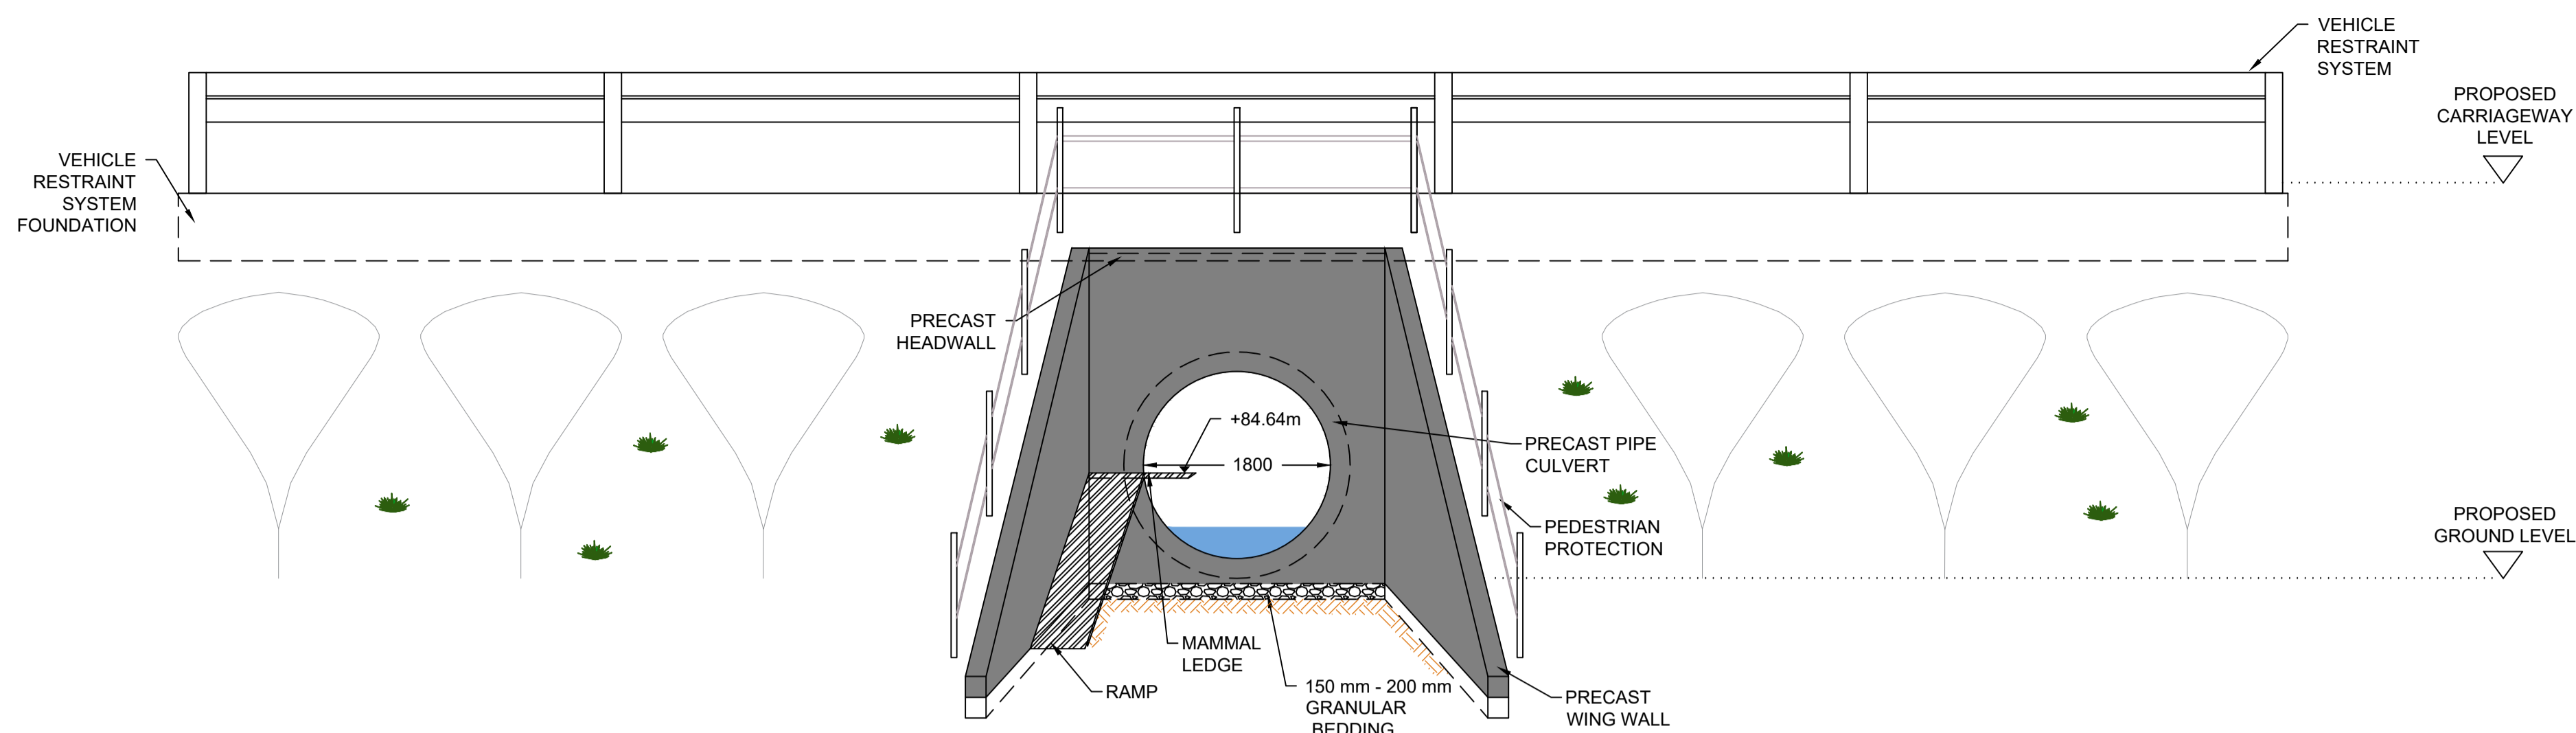 VEHICLE
RESTRAINT
SYSTEM
PROPOSED
CARRIAGEWAY
LEVEL
VEHICLE
RESTRAINT
SYSTEM
FOUNDATION
PRECAST
HEADWALL
+84.64m
1800
PRECAST PIPE
CULVERT
PEDESTRIAN
PROTECTION
PROPOSED
GROUND LEVEL
MAMMAL
LEDGE
RAMP
150 mm - 200 mm
GRANULAR
BEDDING
PRECAST
WING WALL